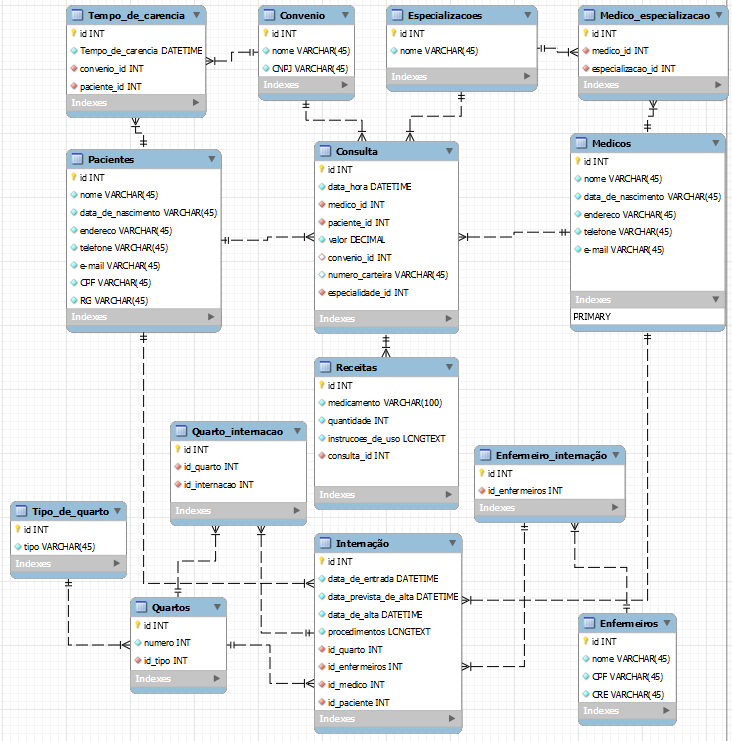 Tempo_de_carencia
id INT
Tempo_de_carencia DATETIME
convenio_id INT
paciente_id INT
Indexes
Convenio
id INT
nome VARCHAR(45)
CNPJ VARCHAR(45)
Indexes
Especializacoes
id INT
nome VARCHAR(45)
Indexes
Medico_especializacao
id INT
medico_id INT
especializacao_id INT
Indexes
Pacientes
id INT
nome VARCHAR(45)
data_de_nascimento VARCHAR(45)
endereco VARCHAR(45)
telefone VARCHAR(45)
e-mail VARCHAR(45)
CPF VARCHAR(45)
RG VARCHAR(45)
Indexes
Consulta
id INT
data_hora DATETIME
medico_id INT
paciente_id INT
valor DECIMAL
convenio_id INT
numero_carteira VARCHAR(45)
especialidade_id INT
Indexes
Medicos
id INT
nome VARCHAR(45)
data_de_nascimento VARCHAR(45)
endereco VARCHAR(45)
telefone VARCHAR(45)
e-mail VARCHAR(45)
Indexes
PRIMARY
Receitas
id INT
medicamento VARCHAR(100)
quantidade INT
instrucoes_de_uso LONGTEXT
consulta_id INT
Indexes
Quarto_internacao
id INT
id_quarto INT
id_internacao INT
Indexes
Enfermeiro_internação
id INT
id_enfermeiros INT
Indexes
Tipo_de_quarto
id INT
tipo VARCHAR(45)
Indexes
Internação
id INT
data_de_entrada DATETIME
data_prevista_de_alta DATETIME
data_de_alta DATETIME
procedimentos LONGTEXT
id_quarto INT
id_enfermeiros INT
id_medico INT
id_paciente INT
Indexes
Quartos
id INT
numero INT
id_tipo INT
Indexes
Enfermeiros
id INT
nome VARCHAR(45)
CPF VARCHAR(45)
CRE VARCHAR(45)
Indexes